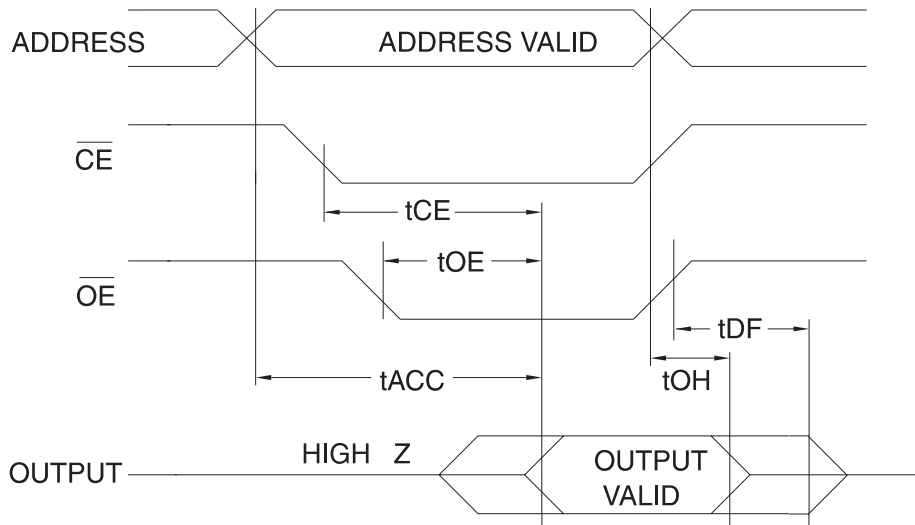 ADDRESS ADDRESS VALID
CE
tCE
tOE
OE
tDF
tACC
tOH
HIGH Z
OUTPUT
OUTPUT
VALID